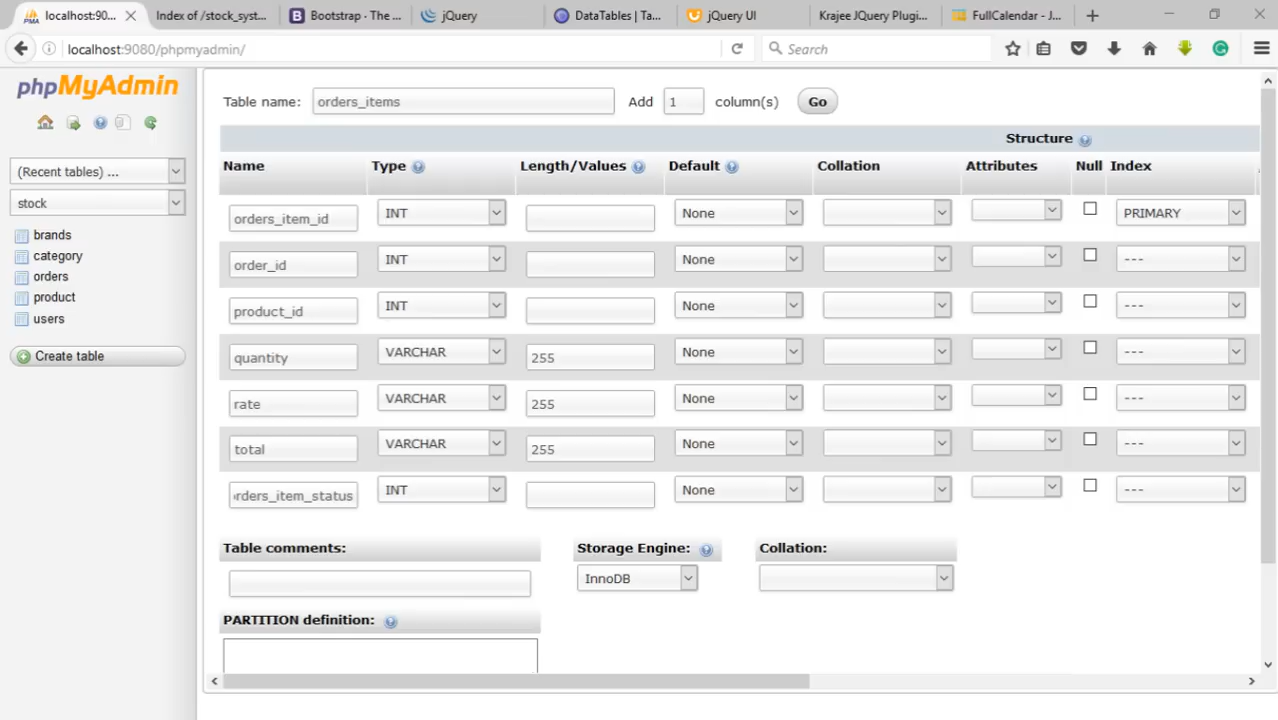 localhost:90...
Index of /stock_syst...
Bootstrap · The ...
jQuery
DataTables | Ta...
jQuery UI
Krajee JQuery Plugin...
FullCalendar - J...
localhost:9080/phpmyadmin/
Search
phpMyAdmin
(Recent tables) ...
stock
brands
category
orders
product
users
Create table
Table name: orders_items Add 1 column(s) Go
Structure
Name Type Length/Values Default Collation Attributes Null Index
orders_item_id INT None PRIMARY
order_id INT None ---
product_id INT None ---
quantity VARCHAR 255 None ---
rate VARCHAR 255 None ---
total VARCHAR 255 None ---
rders_item_status INT None ---
Table comments: Storage Engine: Collation:
InnoDB
PARTITION definition: